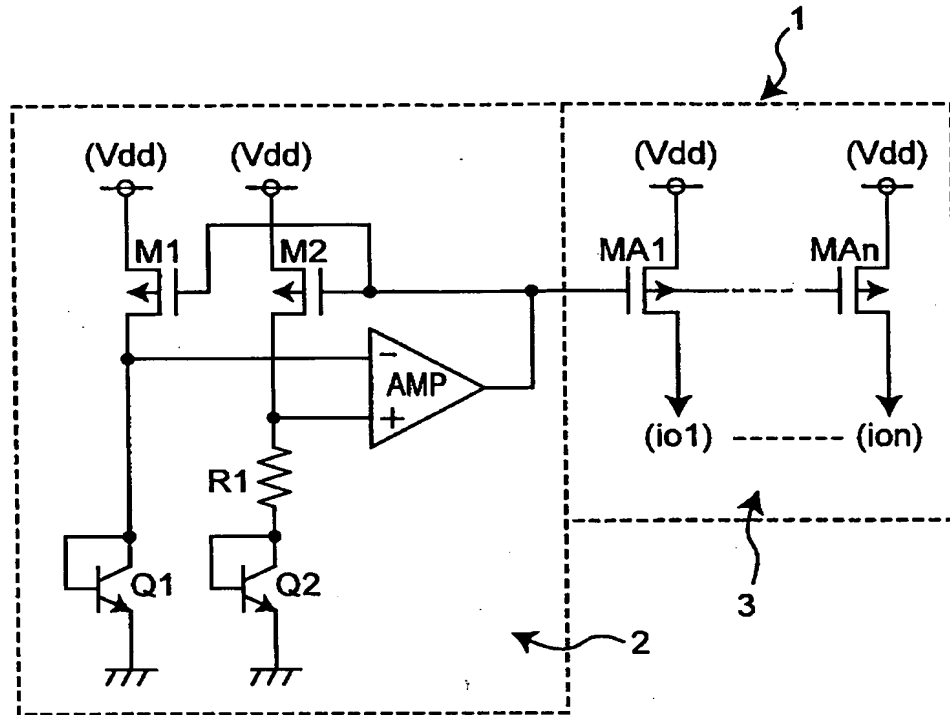 1
(Vdd) (Vdd) (Vdd) (Vdd)
M1 M2 MA1 MAn
- AMP +
(io1) (ion)
R1
Q1 Q2
3
2